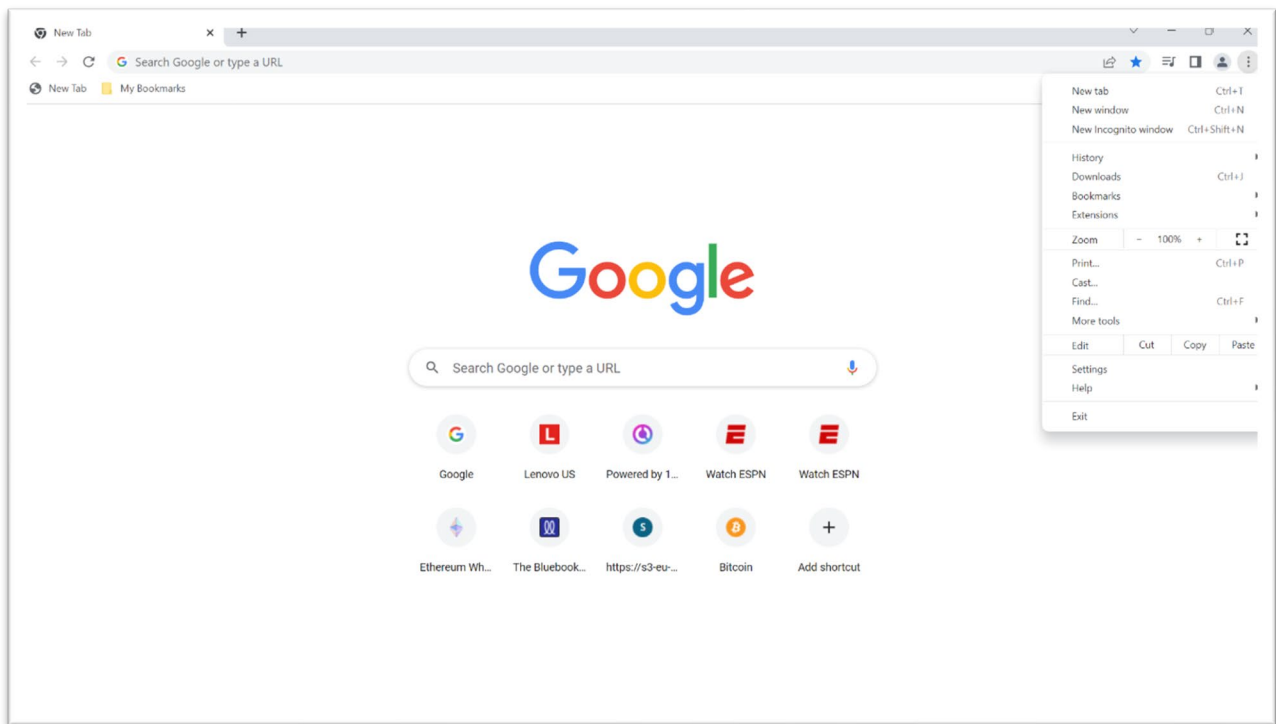 New Tab
Search Google or type a URL
New Tab My Bookmarks
New tab Ctrl+T
New window Ctrl+N
New Incognito window Ctrl+Shift+N
History
Downloads Ctrl+J
Bookmarks
Extensions
Zoom - 100% +
Print... Ctrl+P
Cast...
Find... Ctrl+F
More tools
Edit Cut Copy Paste
Settings
Help
Exit
Google
Search Google or type a URL
G L S
Google Lenovo US Powered by 1... Watch ESPN Watch ESPN
Ethereum Wh... The Bluebook... https://s3-eu-... Bitcoin Add shortcut